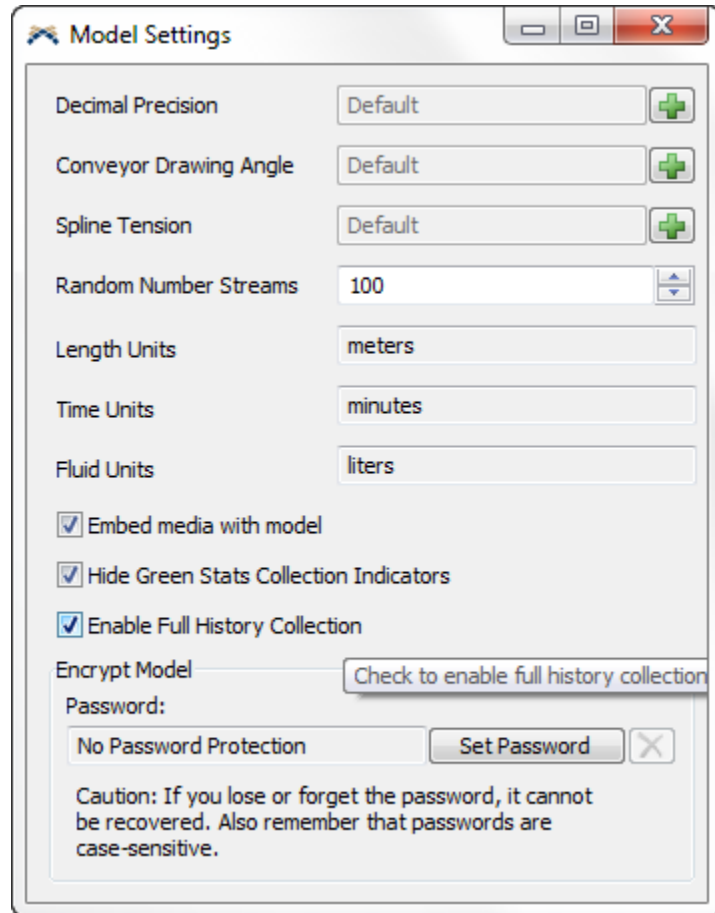 Model Settings
Decimal Precision Default
Conveyor Drawing Angle Default
Spline Tension Default
Random Number Streams 100
Length Units meters
Time Units minutes
Fluid Units liters
Embed media with model
Hide Green Stats Collection Indicators
Enable Full History Collection
Encrypt Model Check to enable full history collection
Password:
No Password Protection Set Password
Caution: If you lose or forget the password, it cannot
be recovered. Also remember that passwords are
case-sensitive.